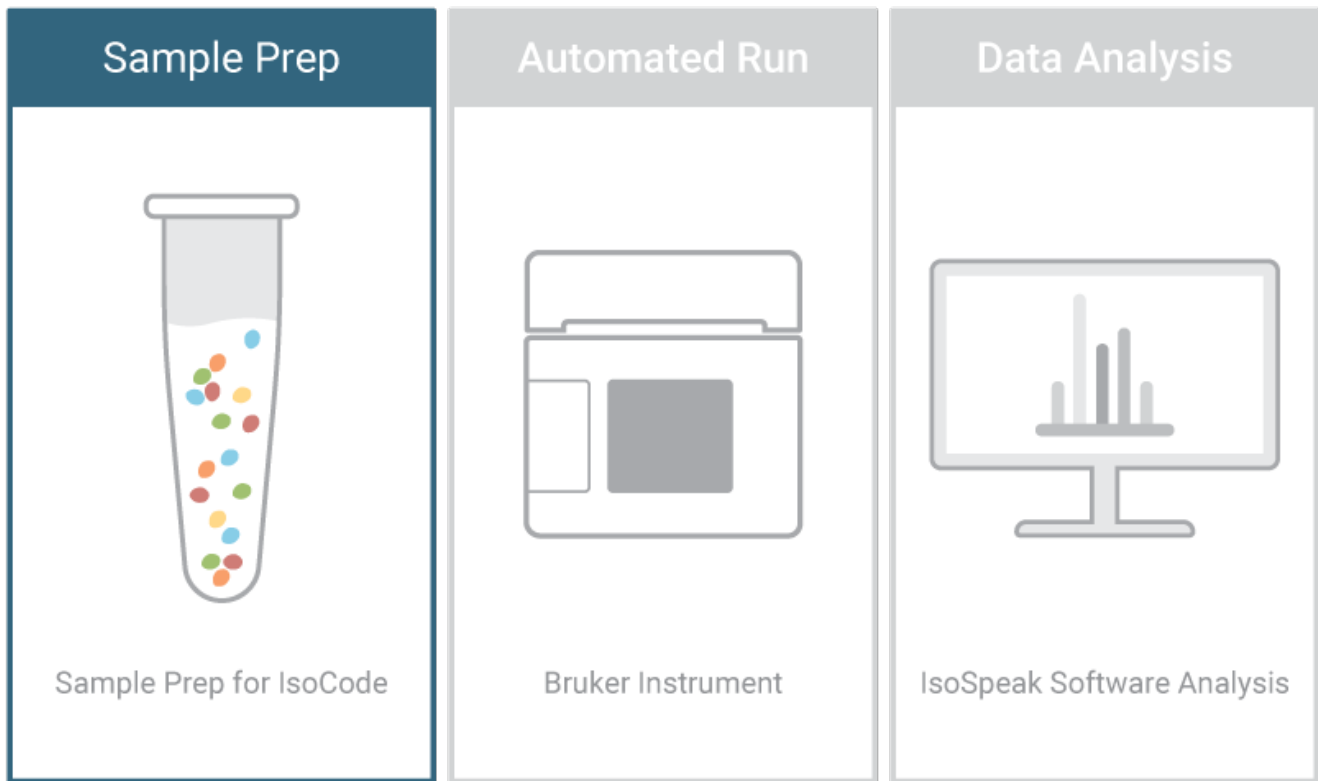 Sample Prep
Automated Run
Data Analysis
Sample Prep for IsoCode
Bruker Instrument
IsoSpeak Software Analysis